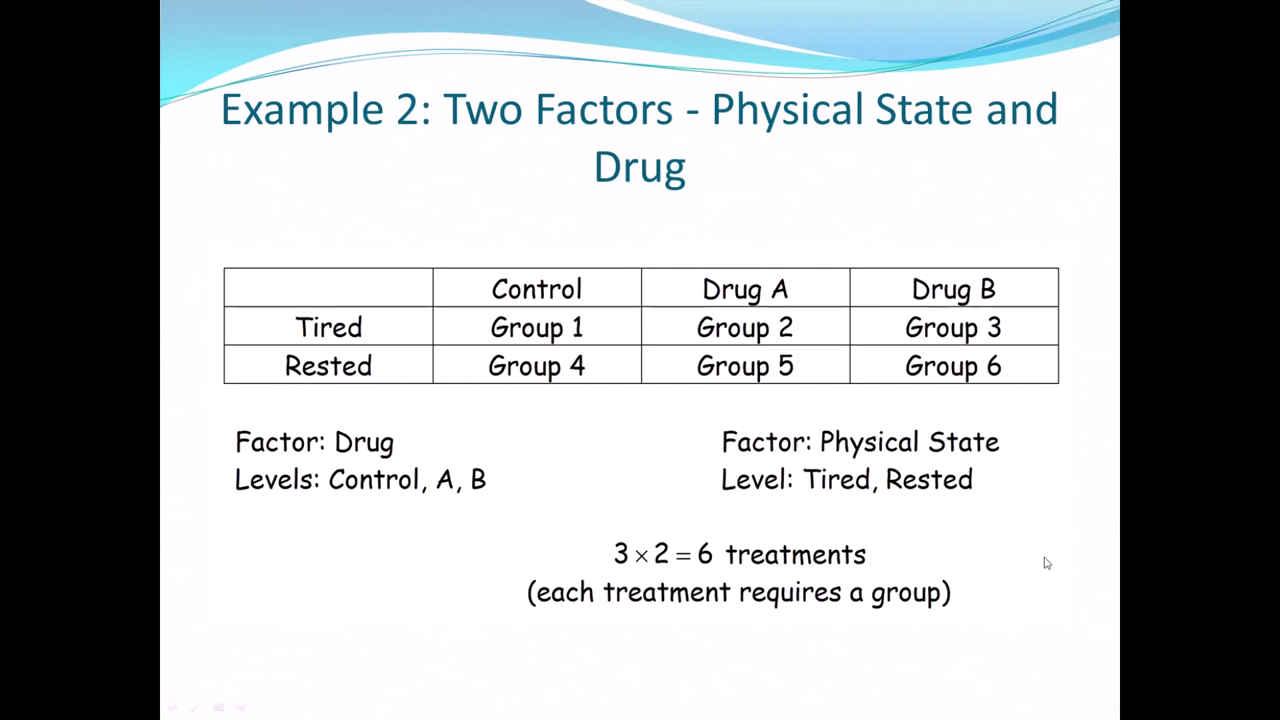 Example 2: Two Factors - Physical State and
Drug
Control Drug A Drug B
Tired Group 1 Group 2 Group 3
Rested Group 4 Group 5 Group 6
Factor: Drug
Levels: Control, A, B
Factor: Physical State
Level: Tired, Rested
3 × 2 = 6 treatments
(each treatment requires a group)